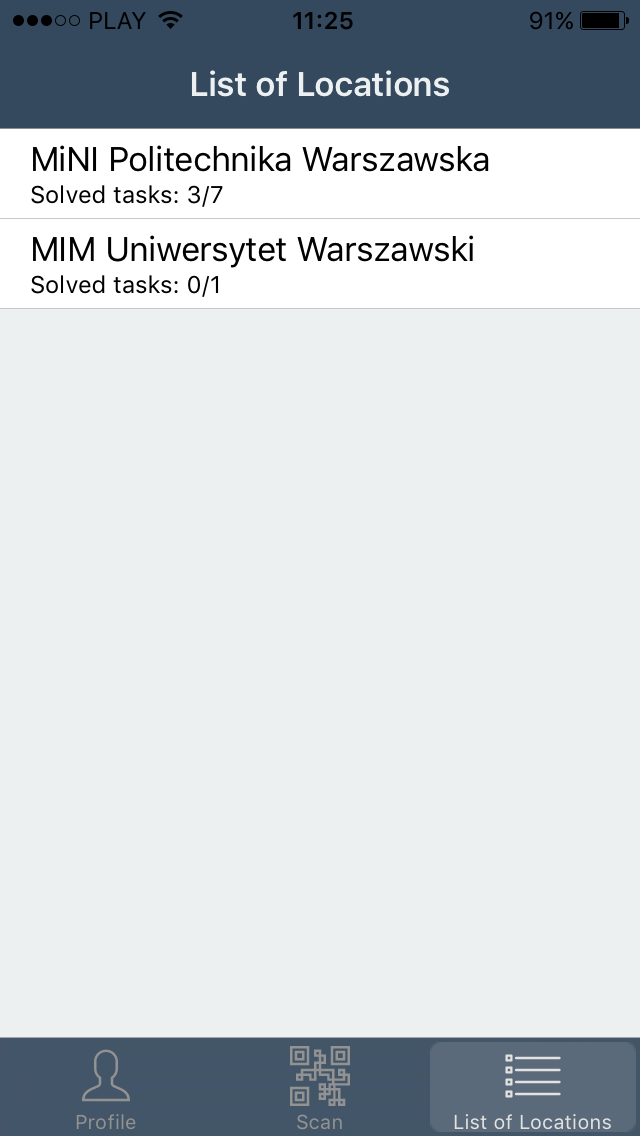 PLAY 11:25 91%
List of Locations
MiNI Politechnika Warszawska
Solved tasks: 3/7
MIM Uniwersytet Warszawski
Solved tasks: 0/1
Profile Scan List of Locations